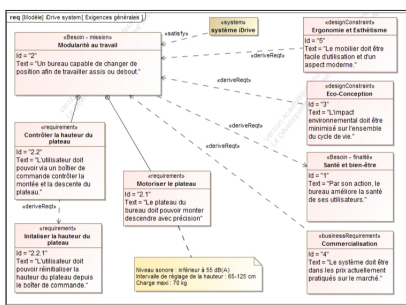 req [Modèle] iDrive system[ Exigences générales ]
«Besoin - mission»
Modularité au travail
Id = "2"
Text = "Un bureau capable de changer de
position afin de travailler assis ou debout."
«satisfy»
«système»
système iDrive
«deriveReqt»
«designConstraint»
Ergonomie et Esthétisme
Id = "5"
Text = "Le mobilier doit être
facile d'utilisation et d'un
aspect moderne."
«deriveReqt»
«designConstraint»
Eco-Conception
Id = "3"
Text = "L'impact
environnemental doit être
minimisé sur l'ensemble
du cycle de vie."
«requirement»
Contrôler la hauteur du
plateau
Id = "2.2"
Text = "L'utilisateur doit
pouvoir via un boîtier de
commande contrôler la
montée et la descente du
plateau."
«deriveReqt»
«Besoin - finalité»
Santé et bien-être
Id = "1"
Text = "Par son action, le
bureau améliore la santé
de ses utilisateurs."
«requirement»
Motoriser le plateau
Id = "2.1"
Text = "Le plateau du
bureau doit pouvoir monter
descendre avec précision"
«deriveReqt»
«deriveReqt»
«requirement»
Initaliser la hauteur du
plateau
Id = "2.2.1"
Text = "L'utilisateur doit
pouvoir réinitialiser la
hauteur du plateau depuis
le boîter de commande."
«businessRequirement»
Commercialisation
Id = "4"
Text = "Le système doit être
dans les prix actuellement
pratiqués sur le marché."
Niveau sonore : inférieur à 55 dB(A)
Intervalle de réglage de la hauteur : 65-125 cm
Charge maxi : 70 kg